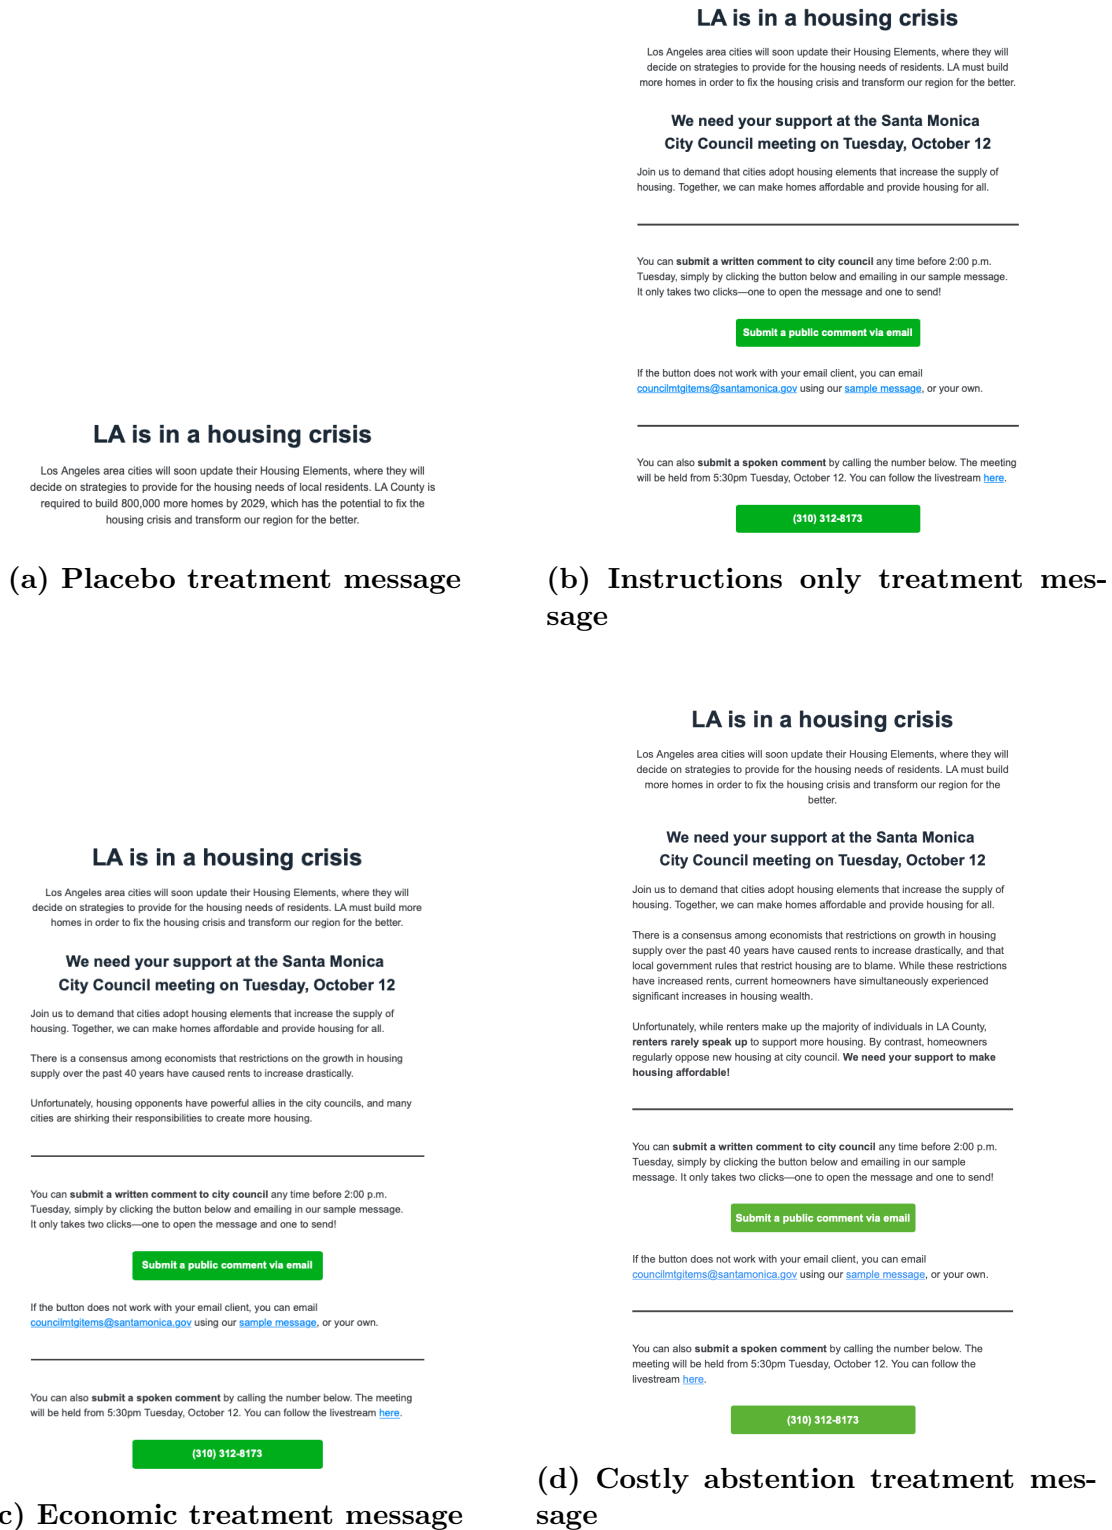 LA is in a housing crisis
Los Angeles area cities will soon update their Housing Elements, where they will
decide on strategies to provide for the housing needs of local residents. LA County is
required to build 800,000 more homes by 2029, which has the potential to fix the
housing crisis and transform our region for the better.
(a) Placebo treatment message
LA is in a housing crisis
Los Angeles area cities will soon update their Housing Elements, where they will
decide on strategies to provide for the housing needs of residents. LA must build
more homes in order to fix the housing crisis and transform our region for the better.
We need your support at the Santa Monica
City Council meeting on Tuesday, October 12
Join us to demand that cities adopt housing elements that increase the supply of
housing. Together, we can make homes affordable and provide housing for all.
You can submit a written comment to city council any time before 2:00 p.m.
Tuesday, simply by clicking the button below and emailing in our sample message.
It only takes two clicks—one to open the message and one to send!
Submit a public comment via email
If the button does not work with your email client, you can email
councilmtgitems@santamonica.gov using our sample message, or your own.
You can also submit a spoken comment by calling the number below. The meeting
will be held from 5:30pm Tuesday, October 12. You can follow the livestream here.
(310) 312-8173
(b) Instructions only treatment mes-
sage
LA is in a housing crisis
Los Angeles area cities will soon update their Housing Elements, where they will
decide on strategies to provide for the housing needs of residents. LA must build more
homes in order to fix the housing crisis and transform our region for the better.
We need your support at the Santa Monica
City Council meeting on Tuesday, October 12
Join us to demand that cities adopt housing elements that increase the supply of
housing. Together, we can make homes affordable and provide housing for all.
There is a consensus among economists that restrictions on the growth in housing
supply over the past 40 years have caused rents to increase drastically.
Unfortunately, housing opponents have powerful allies in the city councils, and many
cities are shirking their responsibilities to create more housing.
You can submit a written comment to city council any time before 2:00 p.m.
Tuesday, simply by clicking the button below and emailing in our sample message.
It only takes two clicks—one to open the message and one to send!
Submit a public comment via email
If the button does not work with your email client, you can email
councilmtgitems@santamonica.gov using our sample message, or your own.
You can also submit a spoken comment by calling the number below. The meeting
will be held from 5:30pm Tuesday, October 12. You can follow the livestream here.
(310) 312-8173
c) Economic treatment message
LA is in a housing crisis
Los Angeles area cities will soon update their Housing Elements, where they will
decide on strategies to provide for the housing needs of residents. LA must build
more homes in order to fix the housing crisis and transform our region for the
better.
We need your support at the Santa Monica
City Council meeting on Tuesday, October 12
Join us to demand that cities adopt housing elements that increase the supply of
housing. Together, we can make homes affordable and provide housing for all.
There is a consensus among economists that restrictions on growth in housing
supply over the past 40 years have caused rents to increase drastically, and that
local government rules that restrict housing are to blame. While these restrictions
have increased rents, current homeowners have simultaneously experienced
significant increases in housing wealth.
Unfortunately, while renters make up the majority of individuals in LA County,
renters rarely speak up to support more housing. By contrast, homeowners
regularly oppose new housing at city council. We need your support to make
housing affordable!
You can submit a written comment to city council any time before 2:00 p.m.
Tuesday, simply by clicking the button below and emailing in our sample
message. It only takes two clicks—one to open the message and one to send!
Submit a public comment via email
If the button does not work with your email client, you can email
councilmtgitems@santamonica.gov using our sample message, or your own.
You can also submit a spoken comment by calling the number below. The
meeting will be held from 5:30pm Tuesday, October 12. You can follow the
livestream here.
(310) 312-8173
(d) Costly abstention treatment mes-
sage